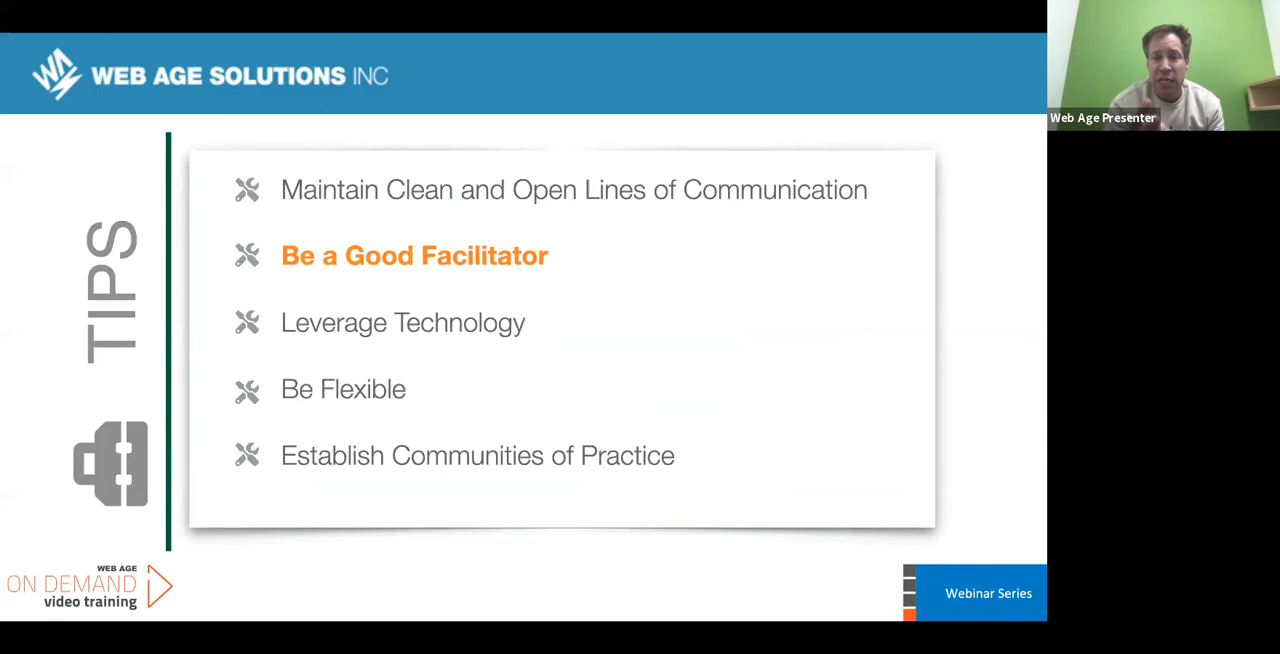 WEB AGE SOLUTIONS INC
Web Age Presenter
TIPS
Maintain Clean and Open Lines of Communication
Be a Good Facilitator
Leverage Technology
Be Flexible
Establish Communities of Practice
WEB AGE
ON DEMAND
video training
Webinar Series